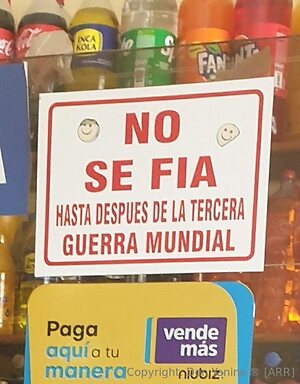 INCA
KOLA
FANTA
NO
SE FIA
HASTA DESPUES DE LA TERCERA
GUERRA MUNDIAL
Paga
aquí a tu
manera
vende
más
niubiz